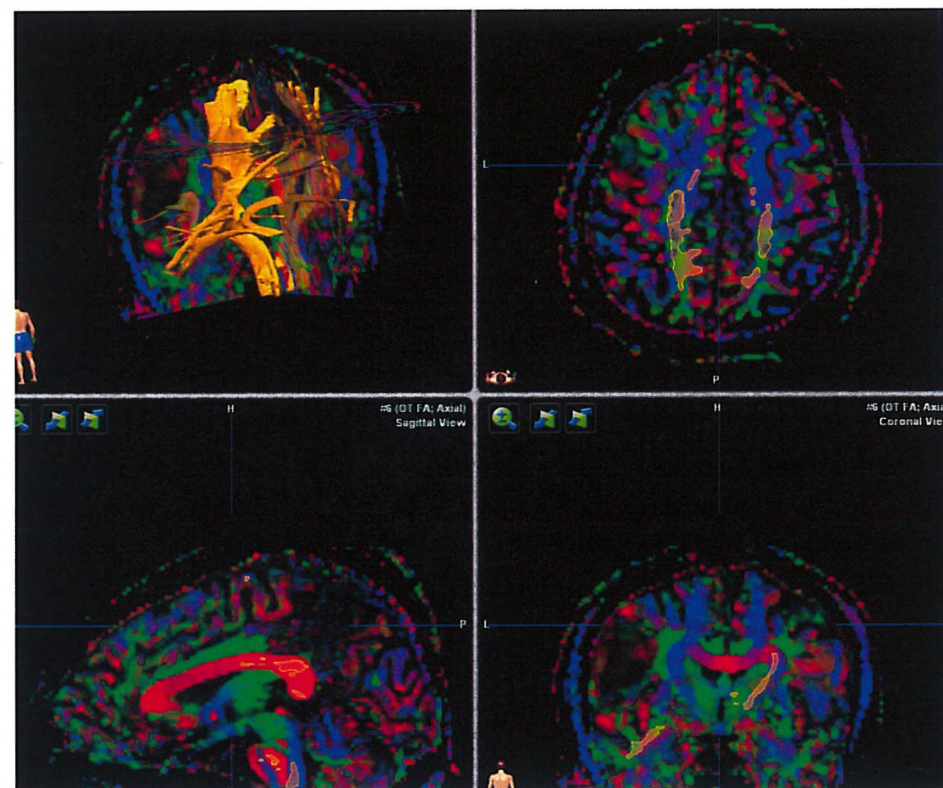 L
P
H
#6 (OT FA; Axial)
Sagittal View
P
H
#6 (OT FA; Axia
Coronal Vie
L